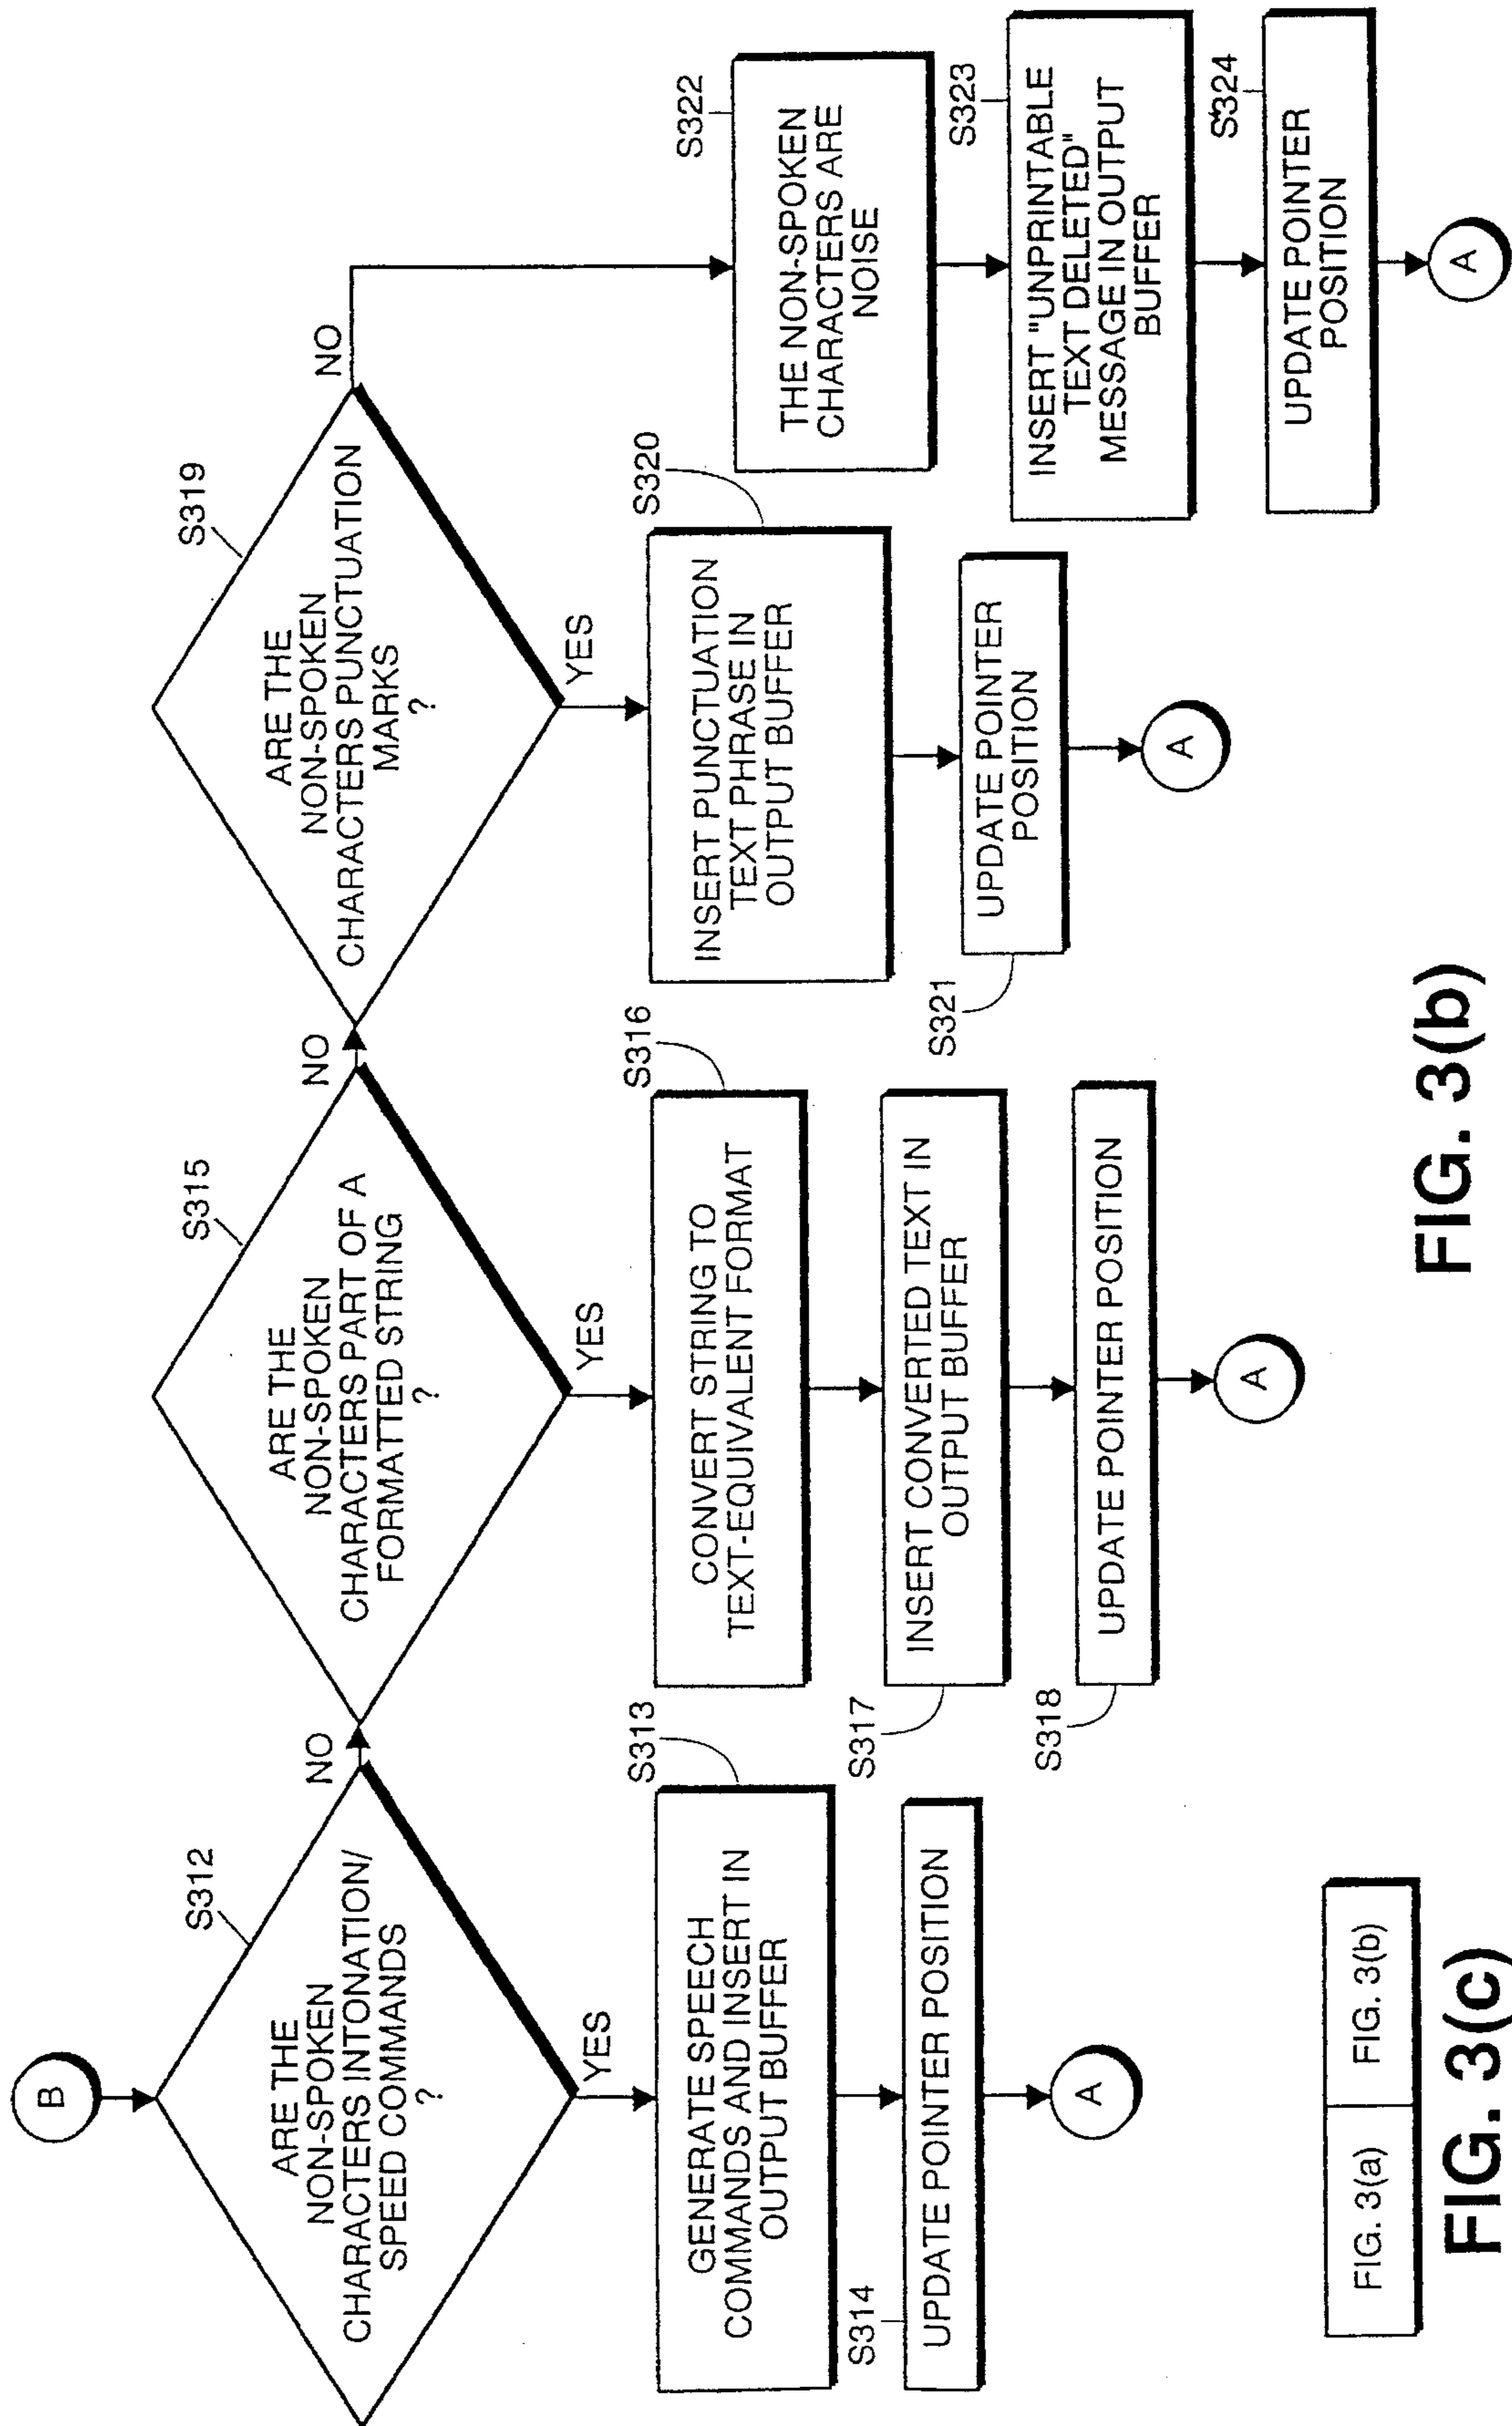 B
S312
ARE THE
NON-SPOKEN
CHARACTERS INTONATION/
SPEED COMMANDS
?
NO
YES
S313
GENERATE SPEECH
COMMANDS AND INSERT IN
OUTPUT BUFFER
S314
UPDATE POINTER POSITION
A
S315
ARE THE
NON-SPOKEN
CHARACTERS PART OF A
FORMATTED STRING
?
NO
YES
S316
CONVERT STRING TO
TEXT-EQUIVALENT FORMAT
S317
INSERT CONVERTED TEXT IN
OUTPUT BUFFER
S318
UPDATE POINTER POSITION
A
S319
ARE THE
NON-SPOKEN
CHARACTERS PUNCTUATION
MARKS
?
NO
YES
S320
INSERT PUNCTUATION
TEXT PHRASE IN
OUTPUT BUFFER
S321
UPDATE POINTER
POSITION
A
S322
THE NON-SPOKEN
CHARACTERS ARE
NOISE
S323
INSERT "UNPRINTABLE
TEXT DELETED"
MESSAGE IN OUTPUT
BUFFER
S324
UPDATE POINTER
POSITION
A
FIG. 3(b)
FIG. 3(a)
FIG. 3(b)
FIG. 3(c)